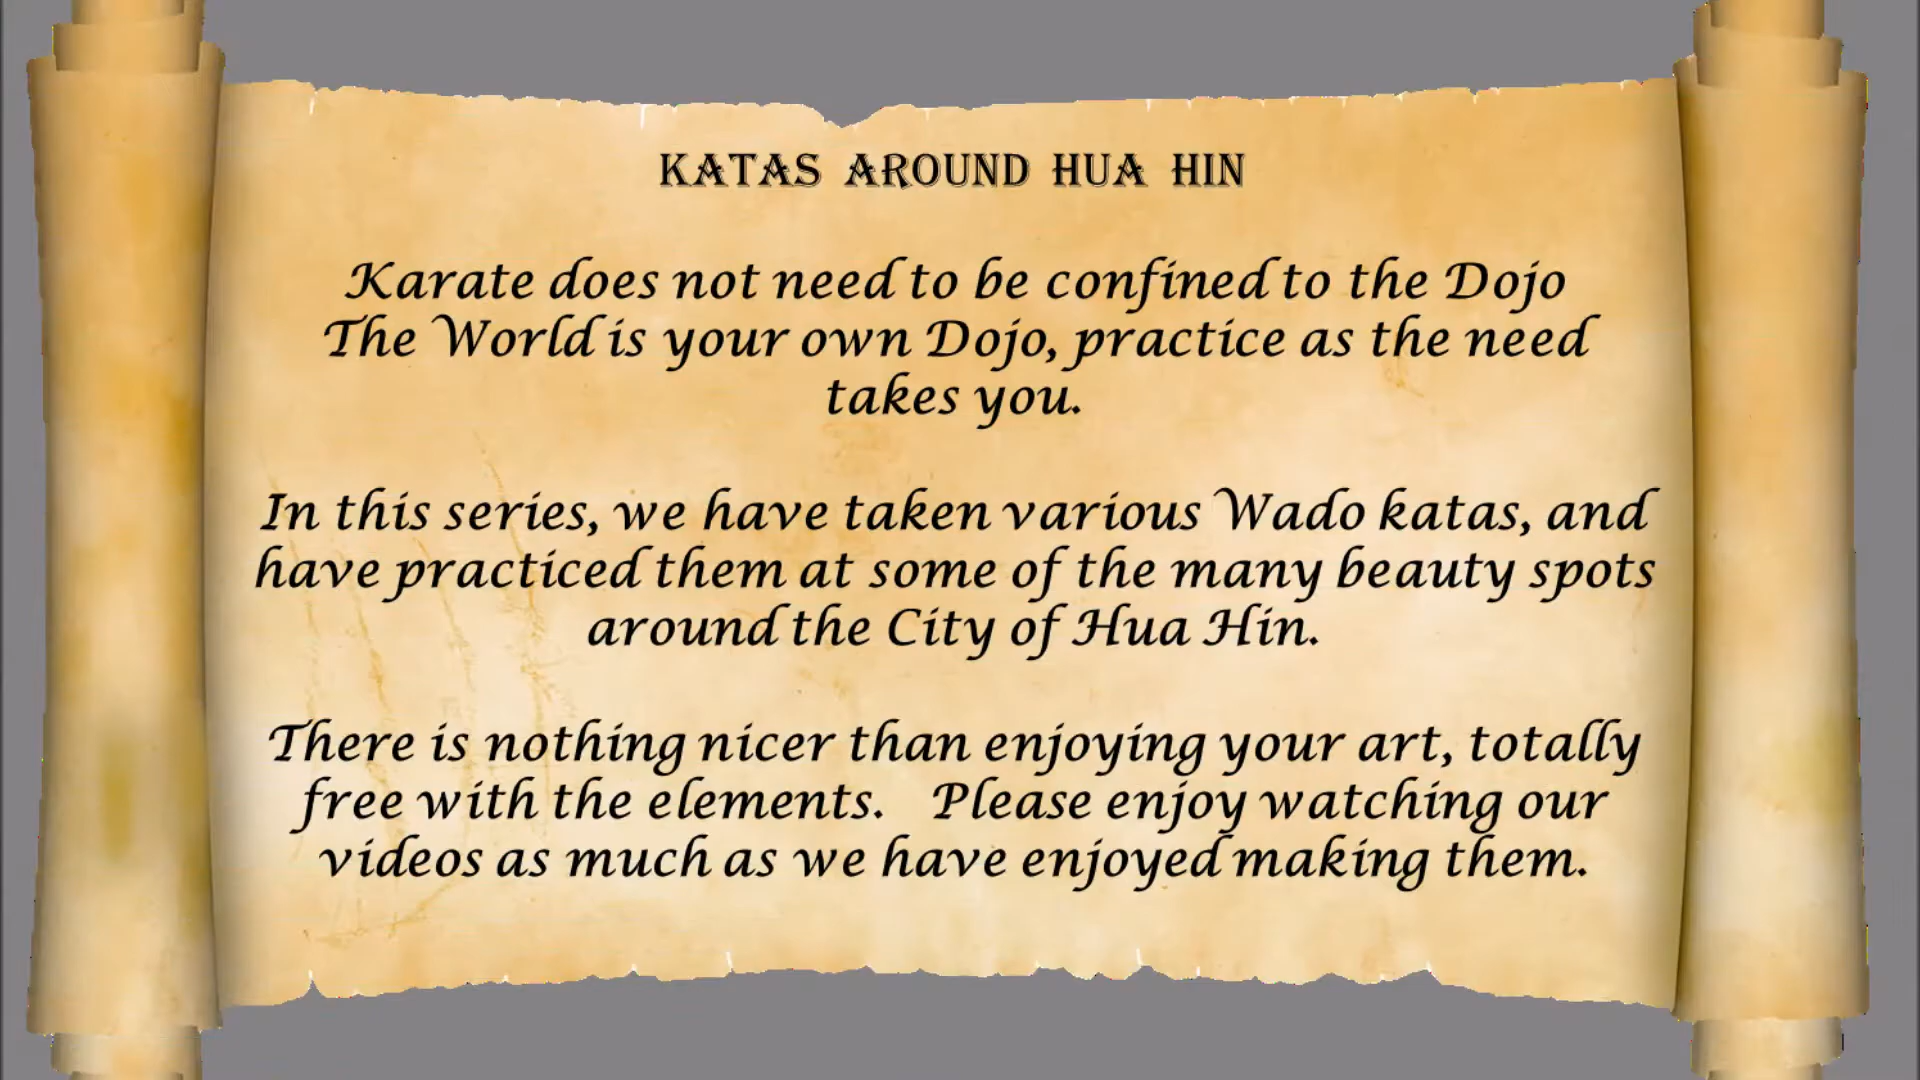 KATAS AROUND HUA HIN
Karate does not need to be confined to the Dojo
The World is your own Dojo, practice as the need
takes you.
In this series, we have taken various Wado katas, and
have practiced them at some of the many beauty spots
around the City of Hua Hin.
There is nothing nicer than enjoying your art, totally
free with the elements. Please enjoy watching our
videos as much as we have enjoyed making them.